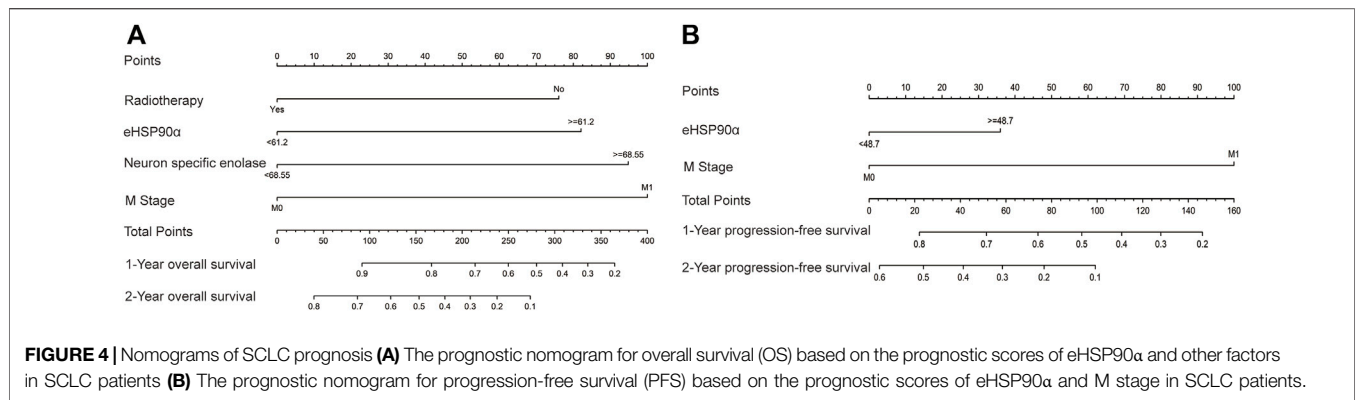 A
Points
0 10 20 30 40 50 60 70 80 90 100
Radiotherapy
No
Yes
eHSP90α
>=61.2
<61.2
Neuron specific enolase
>=68.55
<68.55
M Stage
M1
M0
Total Points
0 50 100 150 200 250 300 350 400
1-Year overall survival
0.9 0.8 0.7 0.6 0.5 0.4 0.3 0.2
2-Year overall survival
0.8 0.7 0.6 0.5 0.4 0.3 0.2 0.1
B
Points
0 10 20 30 40 50 60 70 80 90 100
eHSP90α
>=48.7
<48.7
M Stage
M1
M0
Total Points
0 20 40 60 80 100 120 140 160
1-Year progression-free survival
0.8 0.7 0.6 0.5 0.4 0.3 0.2
2-Year progression-free survival
0.6 0.5 0.4 0.3 0.2 0.1
FIGURE 4 | Nomograms of SCLC prognosis (A) The prognostic nomogram for overall survival (OS) based on the prognostic scores of eHSP90α and other factors
in SCLC patients (B) The prognostic nomogram for progression-free survival (PFS) based on the prognostic scores of eHSP90α and M stage in SCLC patients.